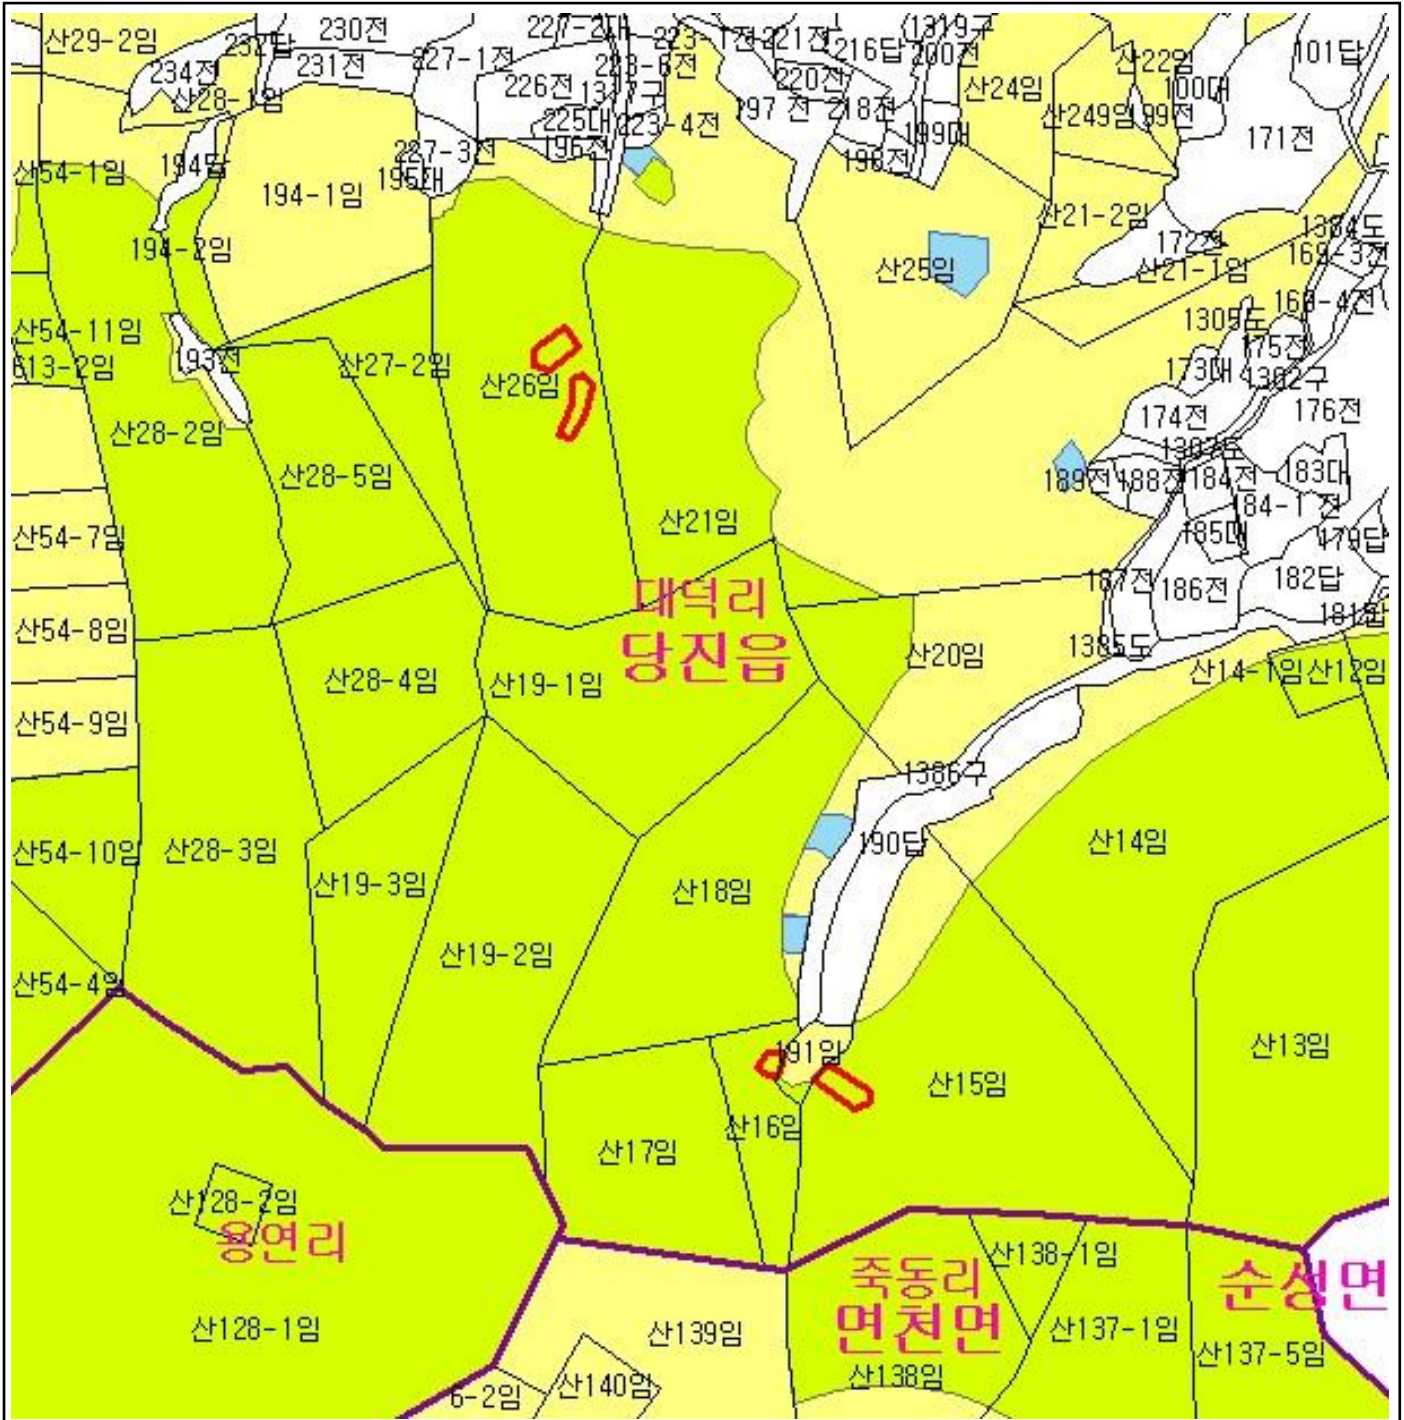 산29-2임
232답
230전
227-2대
221전
1319구
234전
231전
227-1전
216답
200전
산22임
101답
산28-1임
226전
223-6전
220전
산24임
100대
225대
223-4전
197 전
218전
199대
산249임
199전
171전
194답
227-3전
196전
198전
산54-1임
195대
194-1임
산21-2임
1384도
194-2임
172전
169-3전
산25임
산21-1임
산54-11임
1305도
193전
613-2임
산27-2임
산26임
173대
175전
1302구
산28-2임
174전
176전
산28-5임
189전
188전
184전
183대
산54-7임
산21임
185대
84-1 전
179답
대덕리
187전
186전
182답
181답
산54-8임
당진읍
산20임
1385도
산28-4임
산19-1임
산14-1임
산12임
산54-9임
1386구
산54-10임
산28-3임
190답
산14임
산19-3임
산18임
산19-2임
산54-4임
191임
산13임
산15임
산17임
산16임
산128-2임
용연리
산138-1임
죽동리
순성면
산128-1임
산139임
면천면
산137-1임
산137-5임
6-2임
산140임
산138임